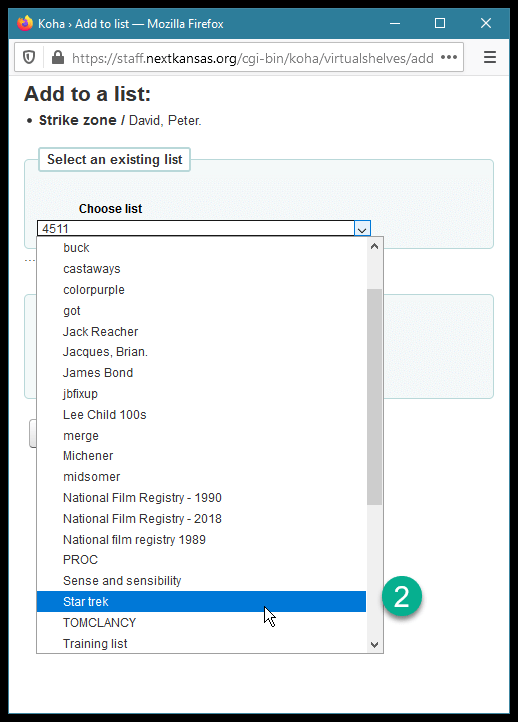 Koha › Add to list — Mozilla Firefox
https://staff.nextkansas.org/cgi-bin/koha/virtualshelves/add
Add to a list:
• Strike zone / David, Peter.
Select an existing list
Choose list
4511
buck
castaways
colorpurple
got
Jack Reacher
Jacques, Brian.
James Bond
jbfixup
Lee Child 100s
merge
Michener
midsomer
National Film Registry - 1990
National Film Registry - 2018
National film registry 1989
PROC
Sense and sensibility
Star trek
2
TOMCLANCY
Training list